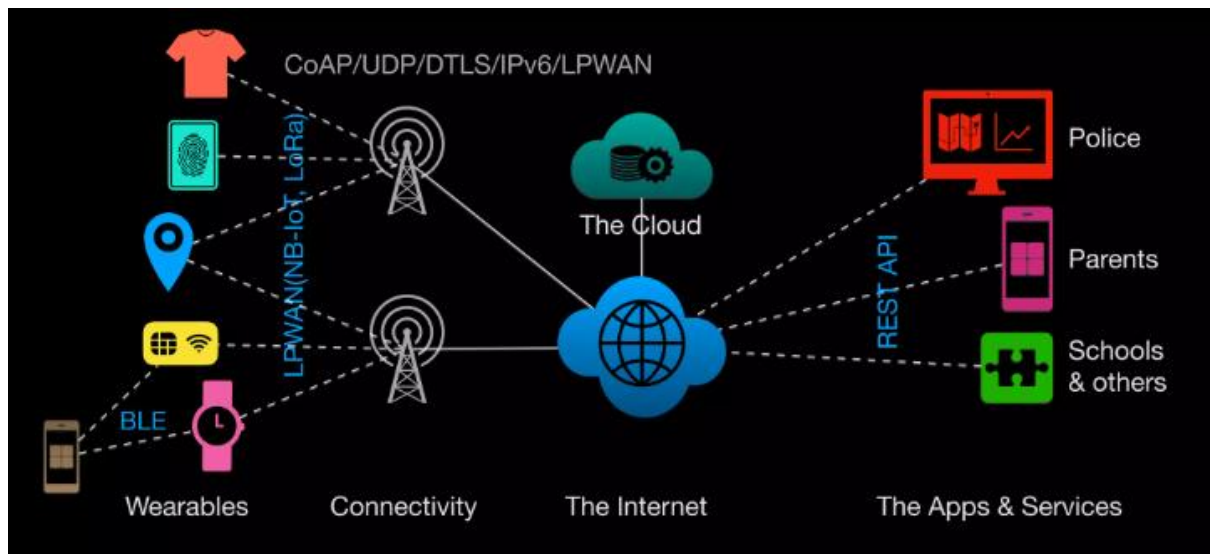 CoAP/UDP/DTLS/IPv6/LPWAN
LPWAN(NB-IoT, LoRa)
BLE
The Cloud
REST API
Police
Parents
Schools
& others
Wearables
Connectivity
The Internet
The Apps & Services